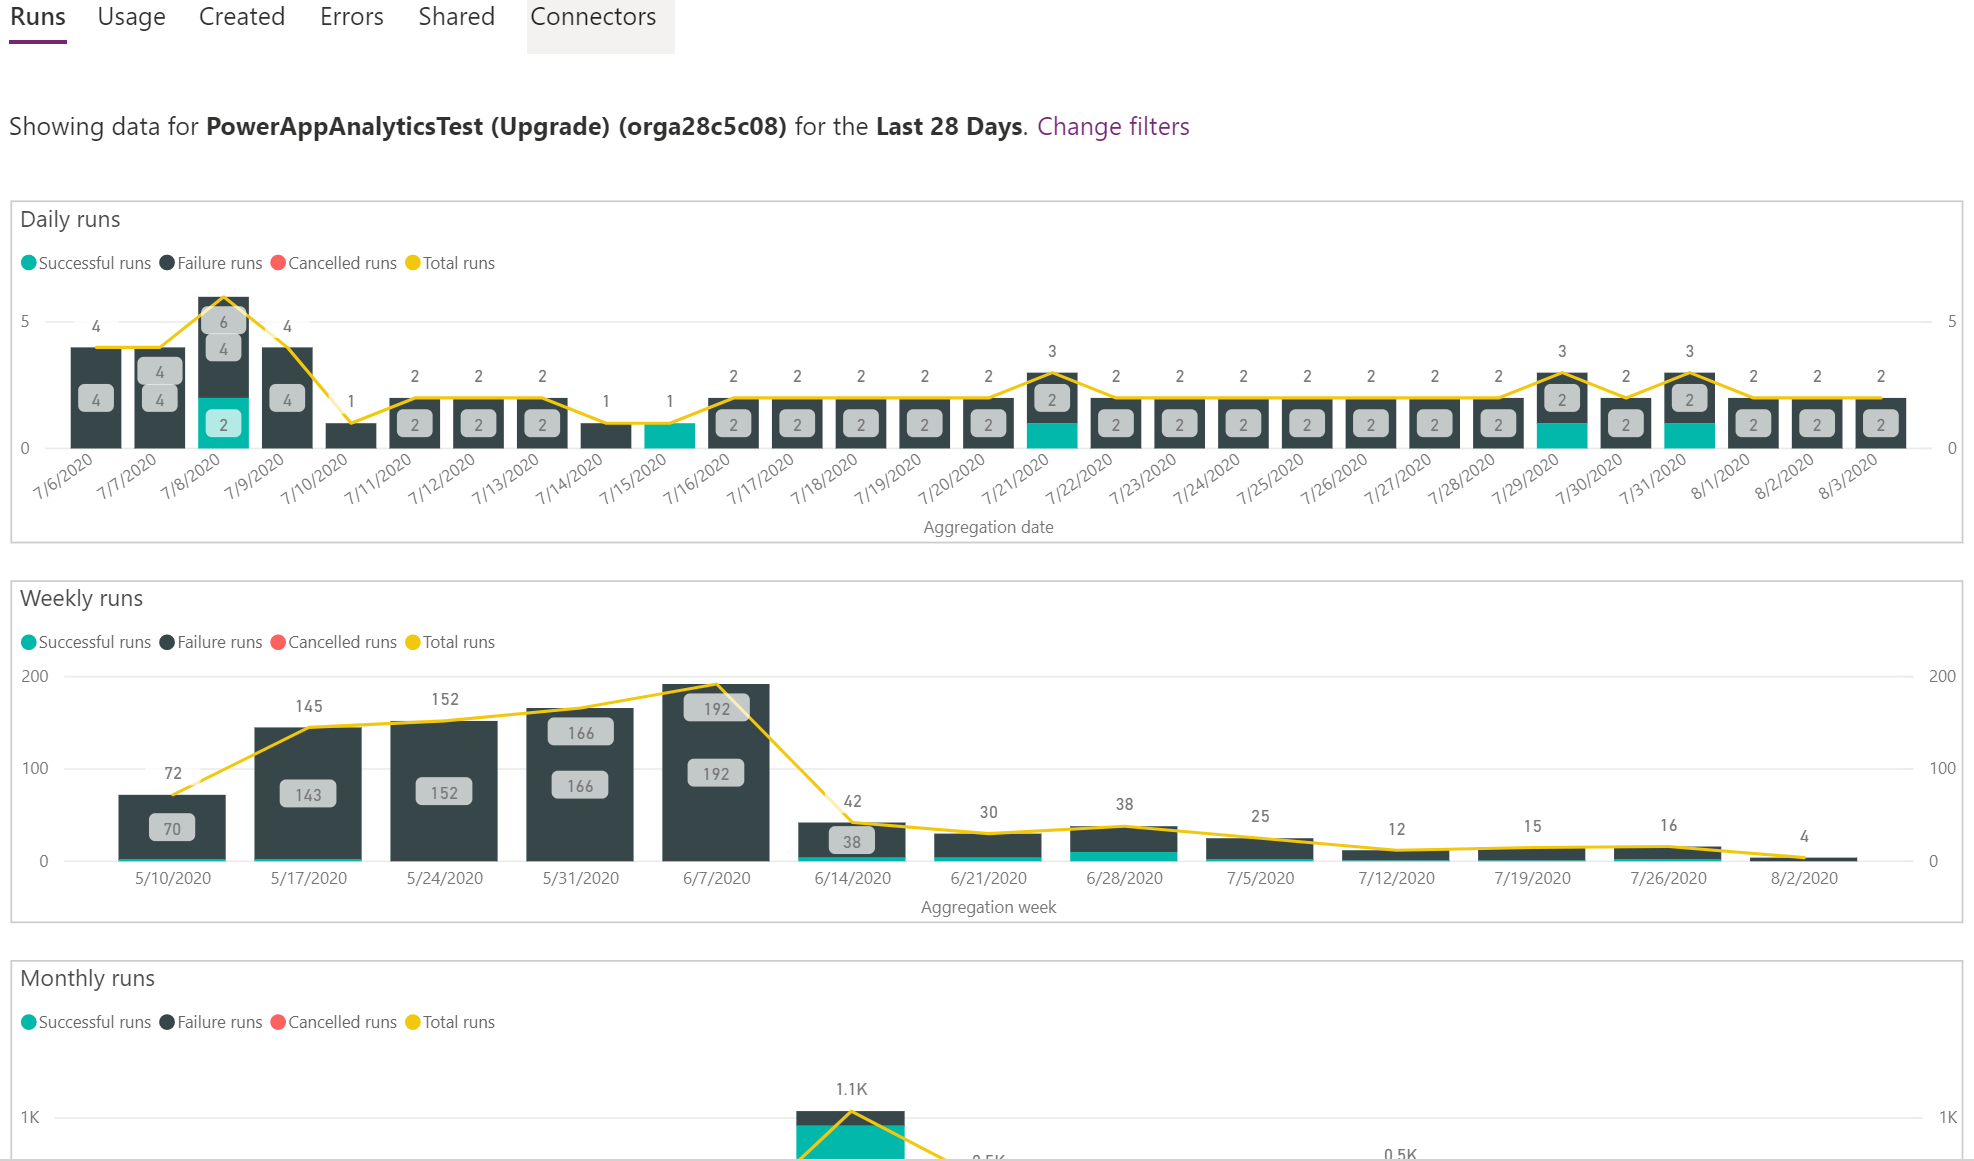 Runs Usage Created Errors Shared Connectors
Showing data for PowerAppAnalyticsTest (Upgrade) (orga28c5c08) for the Last 28 Days. Change filters
Daily runs
Successful runs Failure runs Cancelled runs Total runs
5 5
6
4 4
3 3 3
4 4
2 2 2 2 2 2 2 2 2 2 2 2 2 2 2 2 2 2 2
1 1 1
4 4 4 2 2 2 2 2 2 2 2 2 2 2 2 2 2 2 2 2 2 2 2 2 2
2
0 0
7/6/2020 7/7/2020 7/8/2020 7/9/2020 7/10/2020 7/11/2020 7/12/2020 7/13/2020 7/14/2020 7/15/2020 7/16/2020 7/17/2020 7/18/2020 7/19/2020 7/20/2020 7/21/2020 7/22/2020 7/23/2020 7/24/2020 7/25/2020 7/26/2020 7/27/2020 7/28/2020 7/29/2020 7/30/2020 7/31/2020 8/1/2020 8/2/2020 8/3/2020
Aggregation date
Weekly runs
Successful runs Failure runs Cancelled runs Total runs
200 200
145 152 166 192
100 100
72 42 30 38 25 12 15 16 4
70 143 152 166 192 38
0 0
5/10/2020 5/17/2020 5/24/2020 5/31/2020 6/7/2020 6/14/2020 6/21/2020 6/28/2020 7/5/2020 7/12/2020 7/19/2020 7/26/2020 8/2/2020
Aggregation week
Monthly runs
Successful runs Failure runs Cancelled runs Total runs
1.1K
1K 1K
0.5K 0.5K